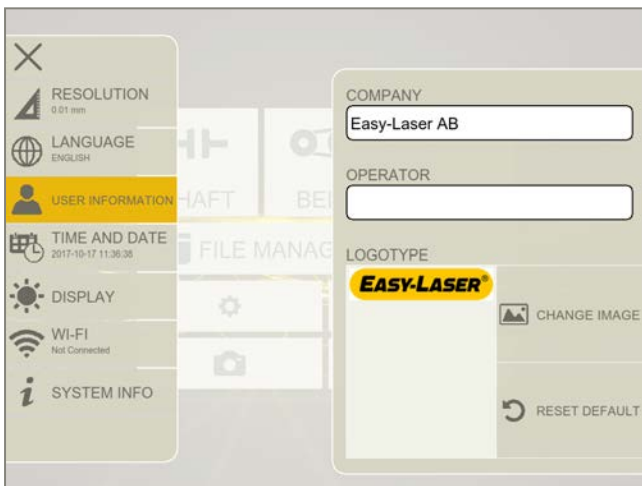 RESOLUTION
0.01 mm
LANGUAGE
ENGLISH
USER INFORMATION
TIME AND DATE
2017-10-17 11:36:38
DISPLAY
WI-FI
Not Connected
SYSTEM INFO
HAFT
BEL
FILE MANAG
COMPANY
Easy-Laser AB
OPERATOR
LOGOTYPE
EASY-LASER®
CHANGE IMAGE
RESET DEFAULT